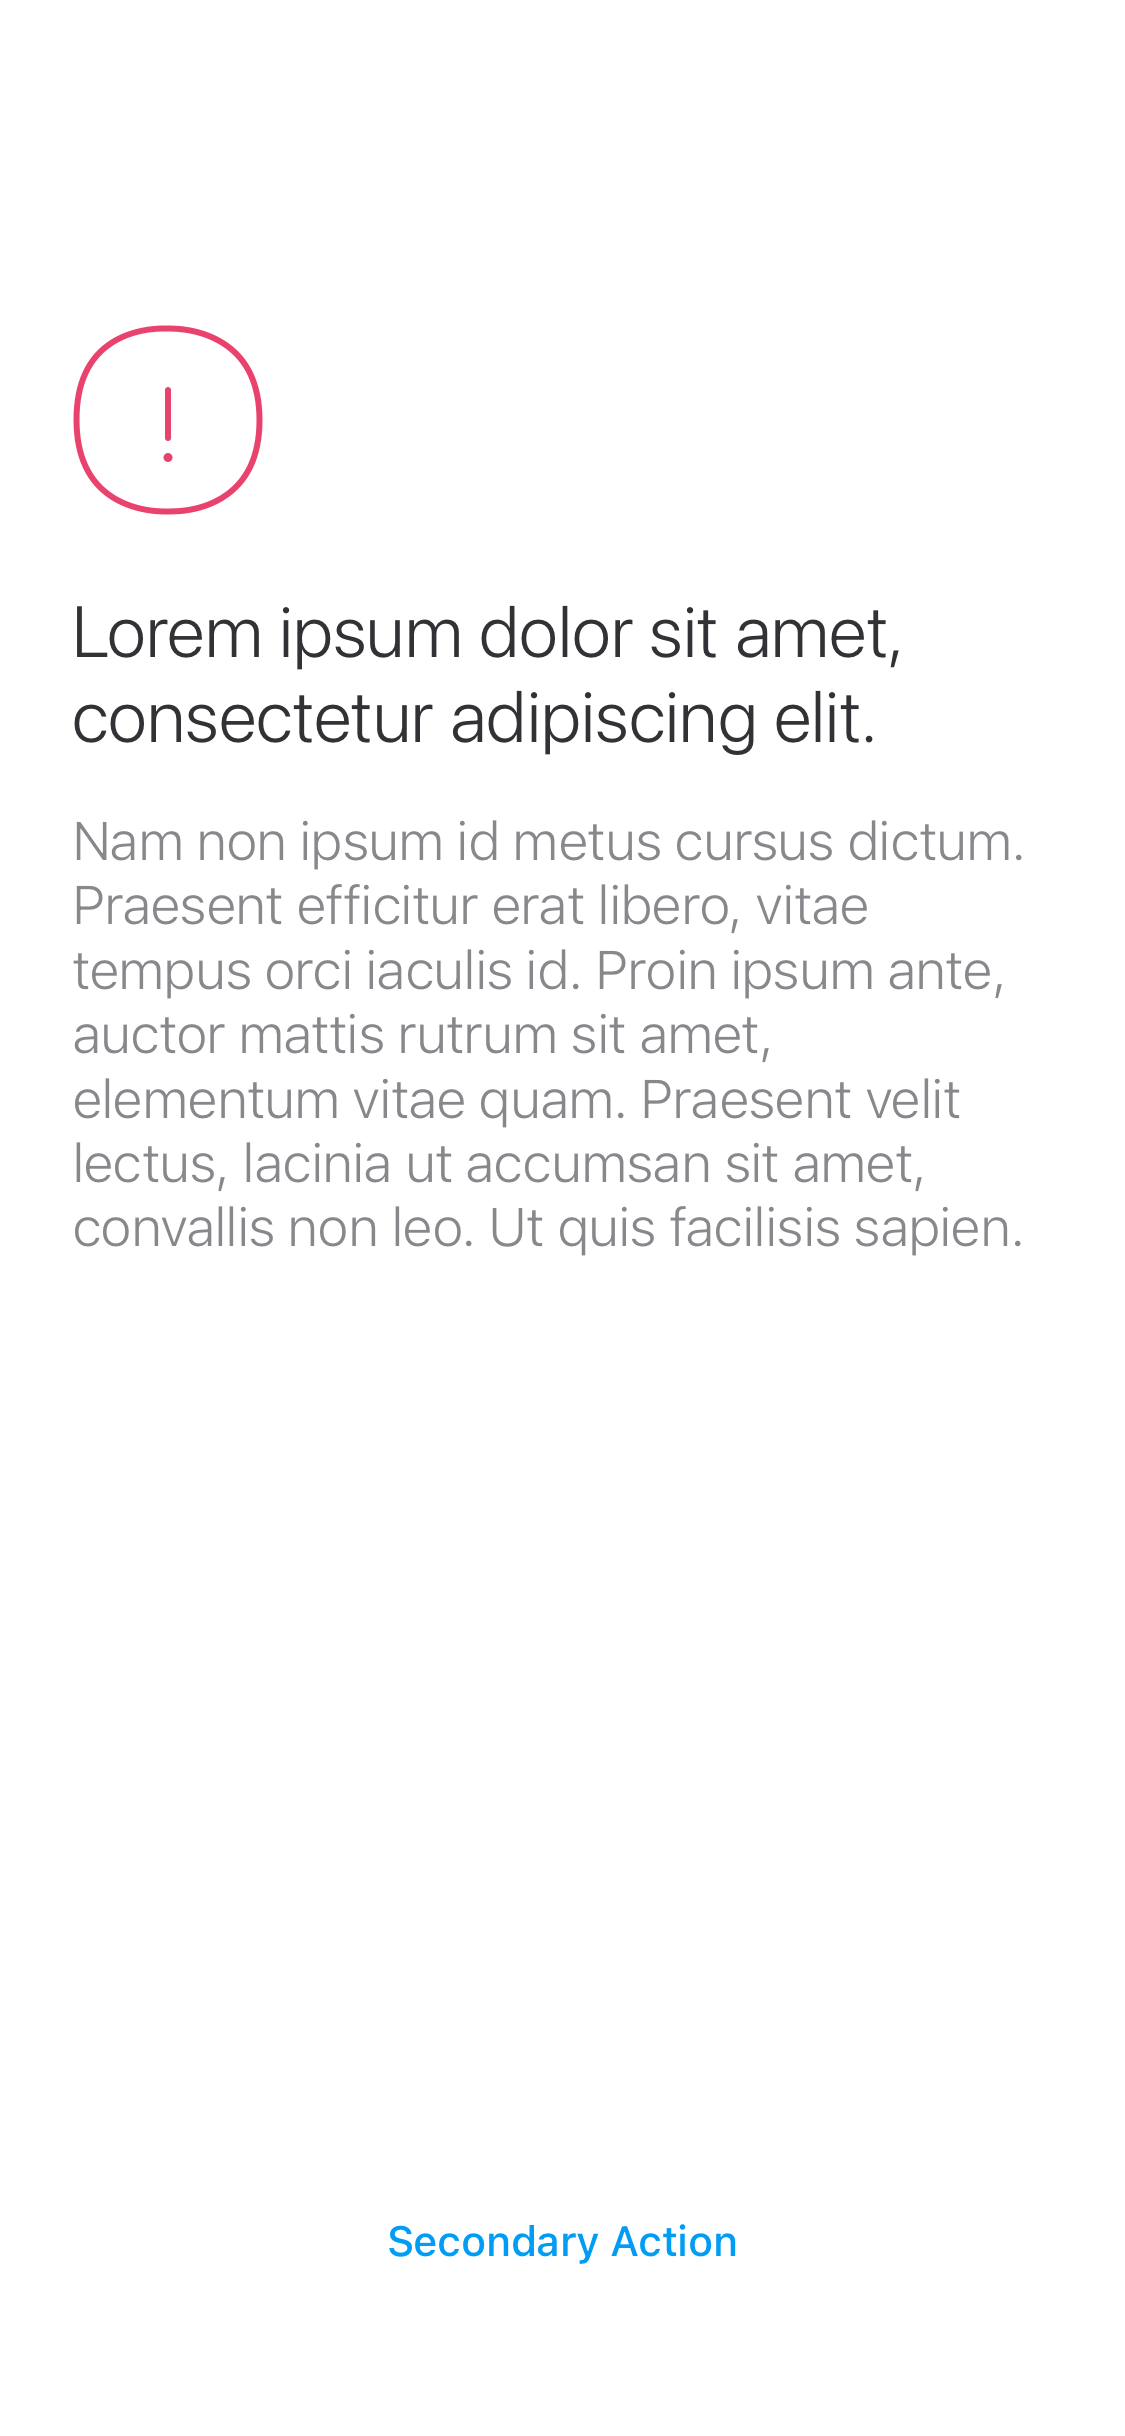 Lorem ipsum dolor sit amet,
consectetur adipiscing elit.
Nam non ipsum id metus cursus dictum.
Praesent efficitur erat libero, vitae
tempus orci iaculis id. Proin ipsum ante,
auctor mattis rutrum sit amet,
elementum vitae quam. Praesent velit
lectus, lacinia ut accumsan sit amet,
convallis non leo. Ut quis facilisis sapien.
Secondary Action